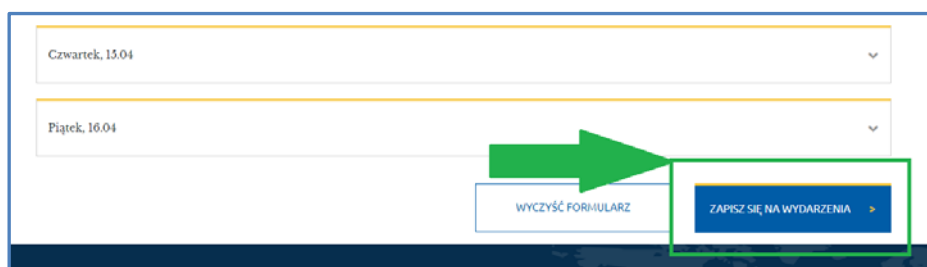 Czwartek, 15.04
Piątek, 16.04
WYCZYŚĆ FORMULARZ
ZAPISZ SIĘ NA WYDARZENIA >